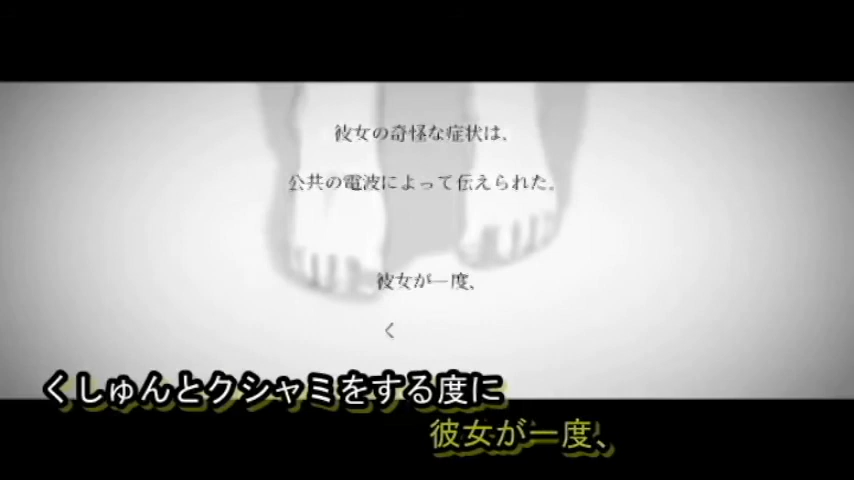 彼女の奇怪な症状は、
公共の電波によって伝えられた。
彼女が一度、
く
くしゅんとクシャミをする度に
彼女が一度、